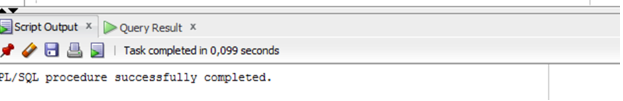 Script Output x Query Result x
Task completed in 0,099 seconds
PL/SQL procedure successfully completed.